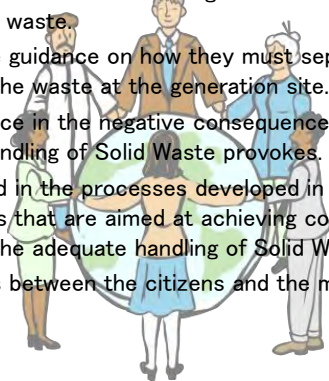 waste.
guidance on how they must sep
he waste at the generation site.
ce in the negative consequence
ndling of Solid Waste provokes.
d in the processes developed in
s that are aimed at achieving co
he adequate handling of Solid W
s between the citizens and the m